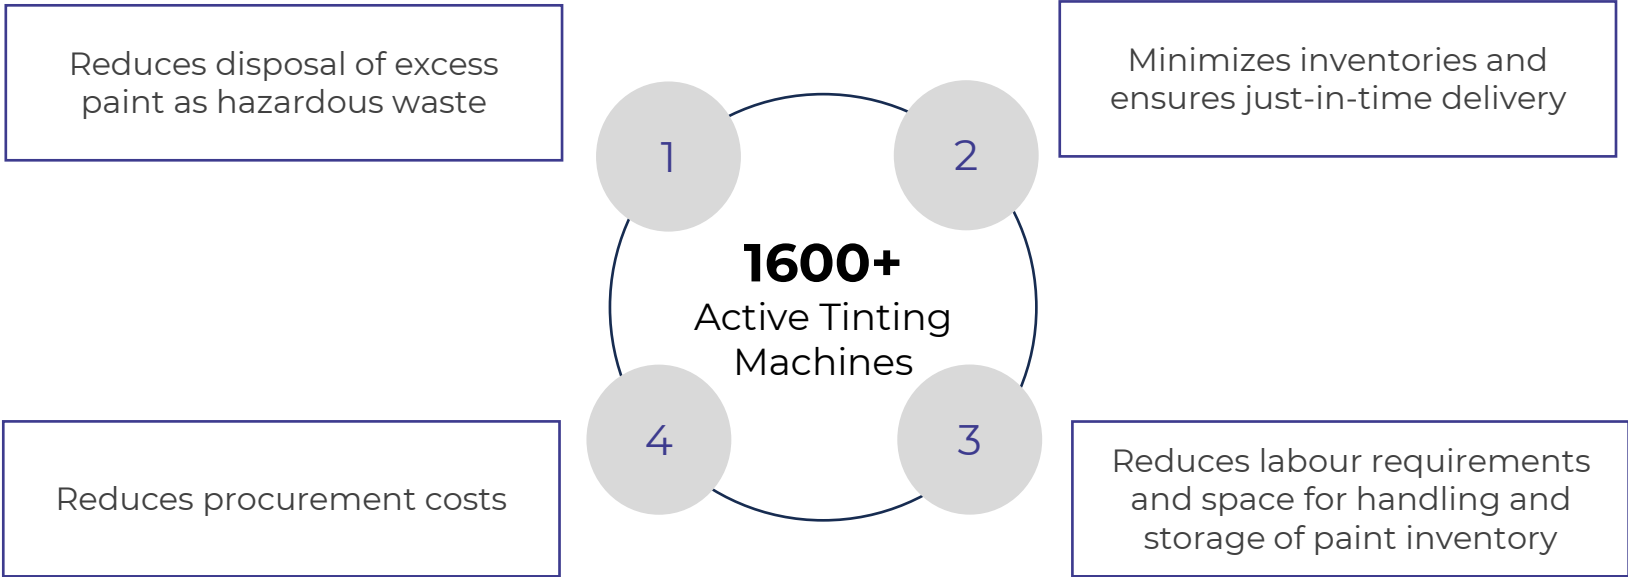 Reduces disposal of excess
paint as hazardous waste
1
2
Minimizes inventories and
ensures just-in-time delivery
1600+
Active Tinting
Machines
Reduces procurement costs
4
3
Reduces labour requirements
and space for handling and
storage of paint inventory